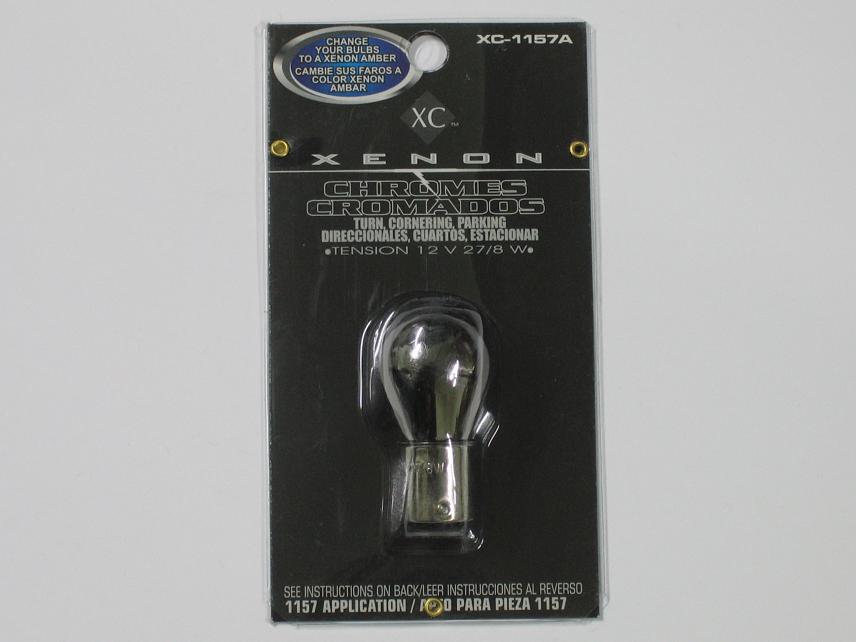 CHANGE
YOUR BULBS
TO A XENON AMBER
CAMBIE SUS FAROS A
COLOR XENON
AMBAR
XC-1157A
XC™
XENON
CHROMES
CROMADOS
TURN, CORNERING, PARKING
DIRECCIONALES, CUARTOS, ESTACIONAR
•TENSION 12 V 27/8 W•
SEE INSTRUCTIONS ON BACK/LEER INSTRUCCIONES AL REVERSO
1157 APPLICATION / PARA PIEZA 1157